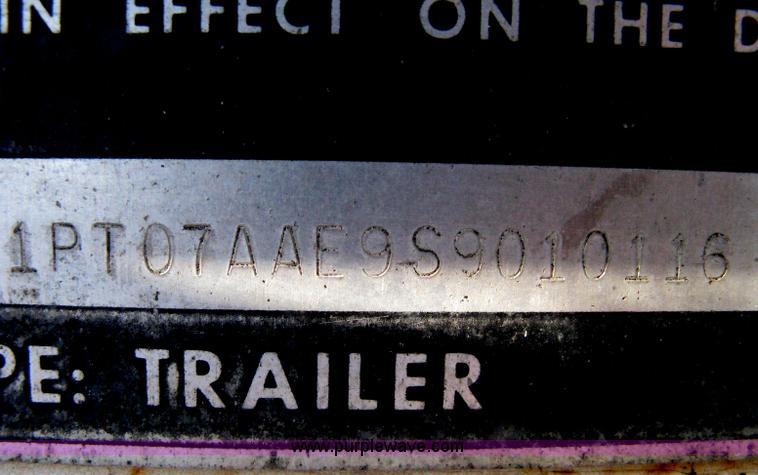 IN EFFECT ON THE D
1PT07AAE9S9010116
PE: TRAILER
www.purplewave.com